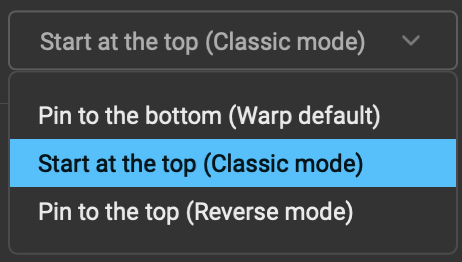 Start at the top (Classic mode)
Pin to the bottom (Warp default)
Start at the top (Classic mode)
Pin to the top (Reverse mode)